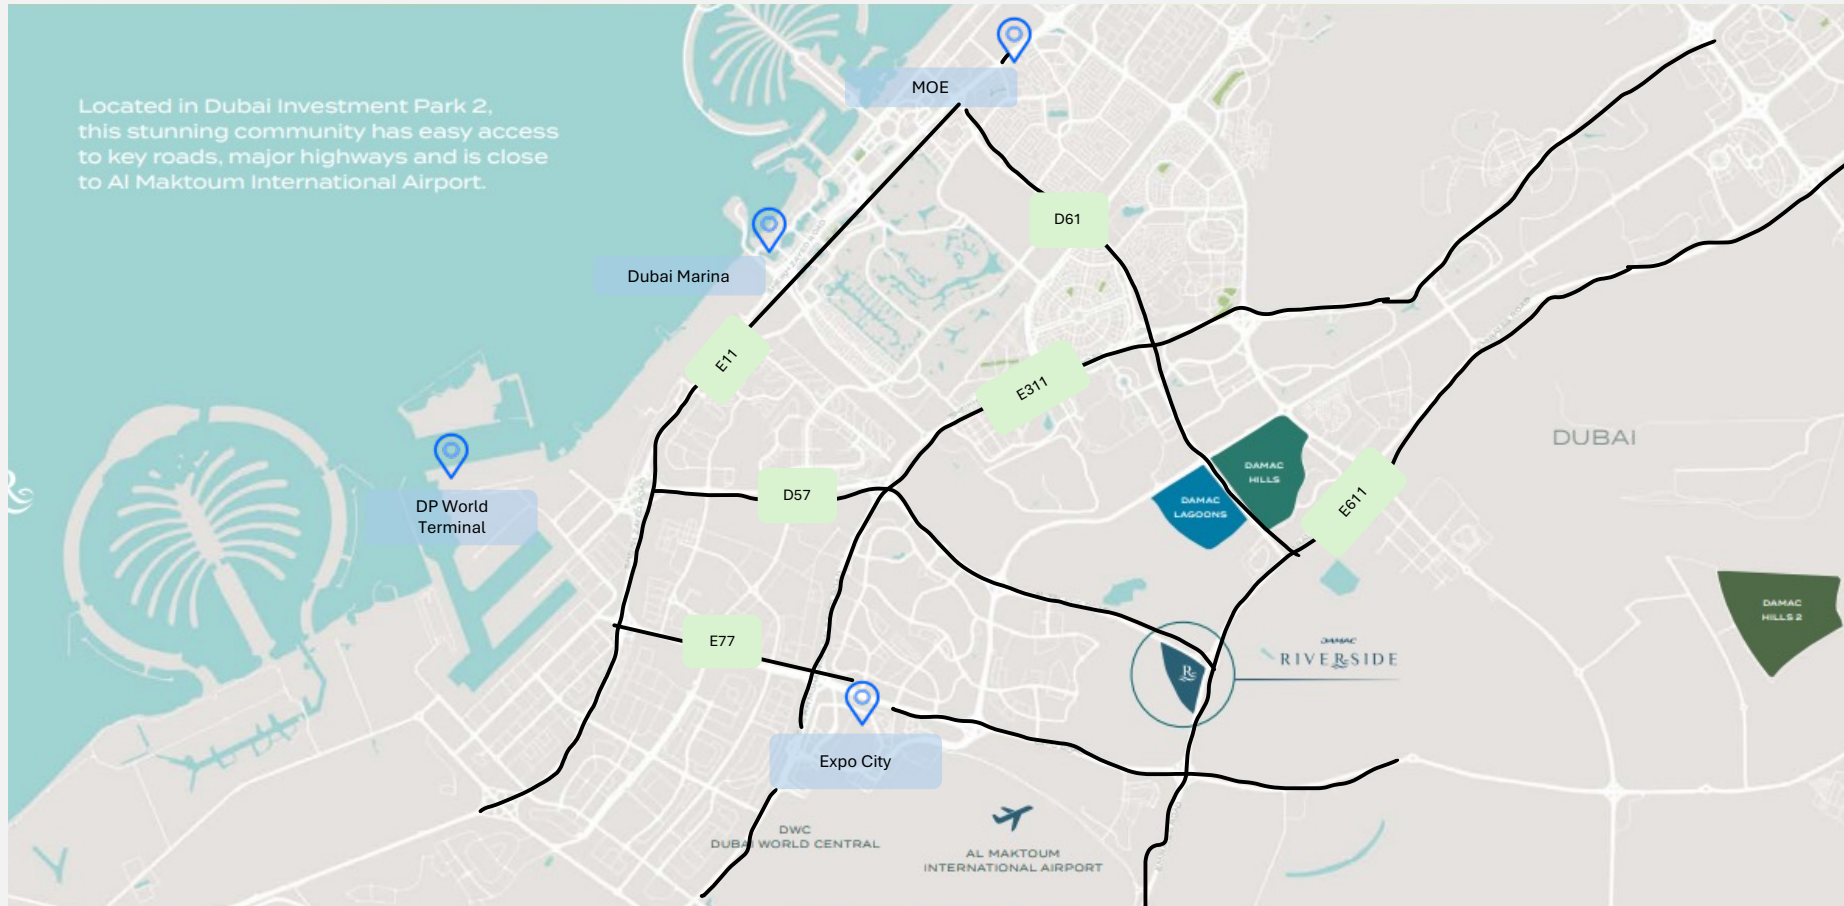 MOE
Located in Dubai Investment Park 2,
this stunning community has easy access
to key roads, major highways and is close
to Al Maktoum International Airport.
D61
Dubai Marina
E11
E311
DUBAI
DAMAC
HILLS
DAMAC
LAGOONS
E611
D57
DP World
Terminal
DAMAC
HILLS 2
E77
DAMAC
RIVERSIDE
R
Expo City
DWC
DUBAI WORLD CENTRAL
AL MAKTOUM
INTERNATIONAL AIRPORT